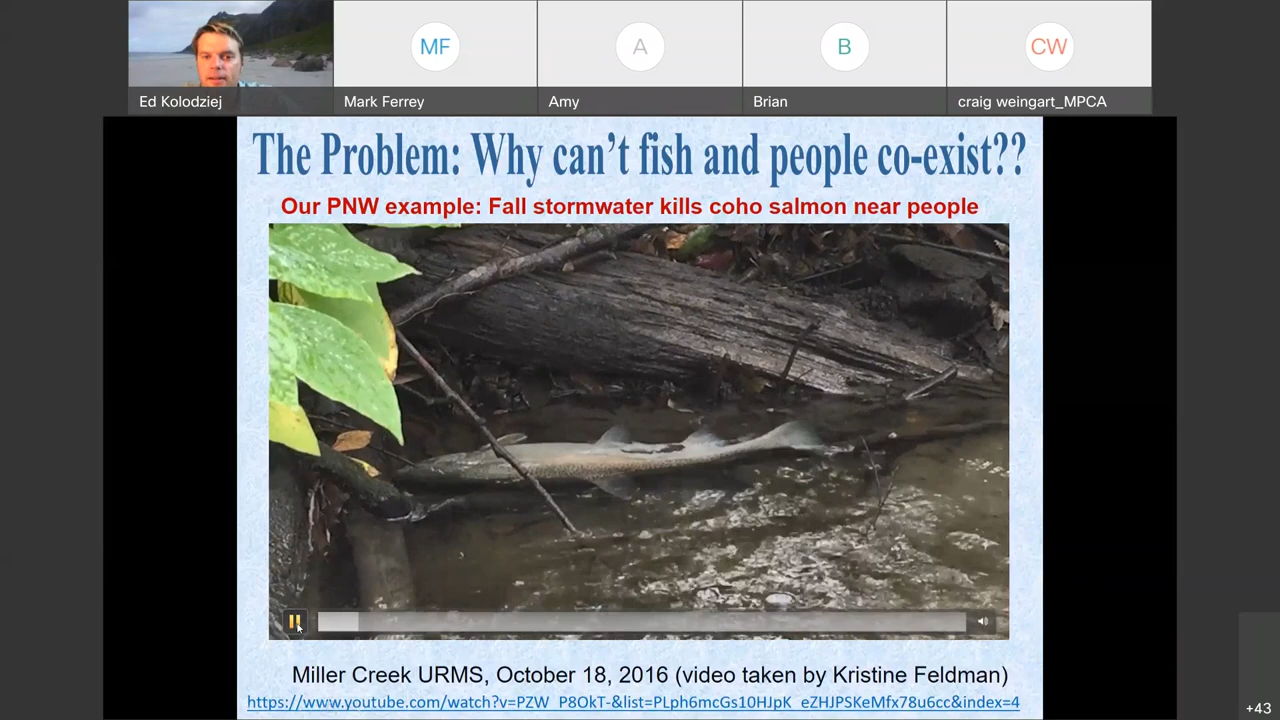 MF
A
B
CW
Ed Kolodziej
Mark Ferrey
Amy
Brian
craig weingart_MPCA
The Problem: Why can't fish and people co-exist??
Our PNW example: Fall stormwater kills coho salmon near people
Miller Creek URMS, October 18, 2016 (video taken by Kristine Feldman)
https://www.youtube.com/watch?v=PZW_P8OkT-&list=PLph6mcGs10HJpK_eZHJPSKeMfx78u6cc&index=4
+43